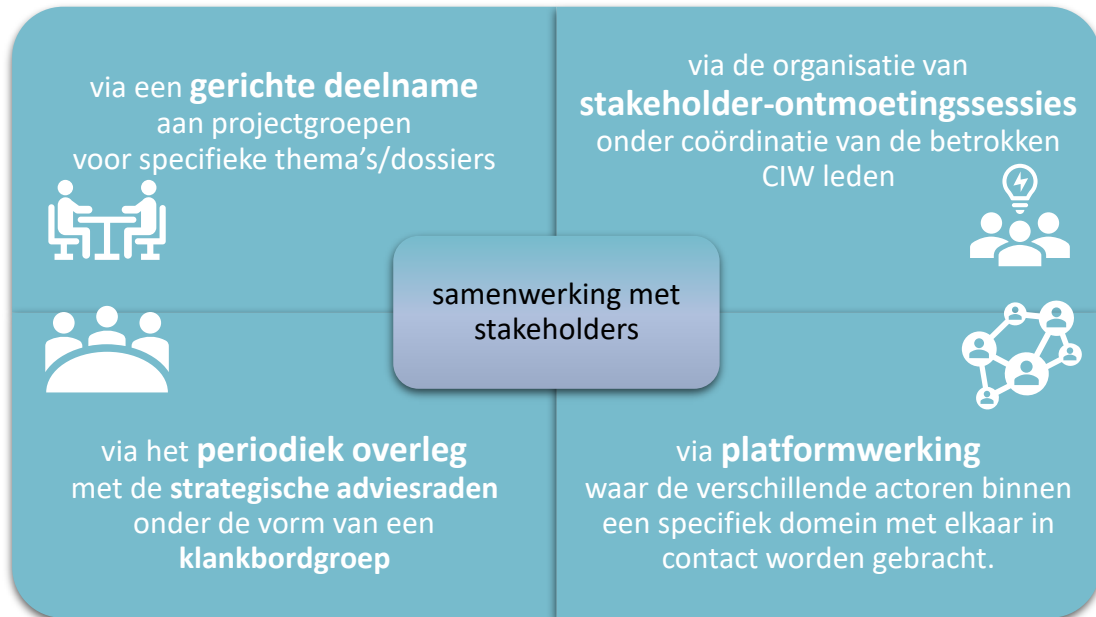 via een gerichte deelname
aan projectgroepen
voor specifieke thema's/dossiers
via de organisatie van
stakeholder-ontmoetingssessies
onder coördinatie van de betrokken
CIW leden
samenwerking met
stakeholders
via het periodiek overleg
met de strategische adviesraden
onder de vorm van een
klankbordgroep
via platformwerking
waar de verschillende actoren binnen
een specifiek domein met elkaar in
contact worden gebracht.